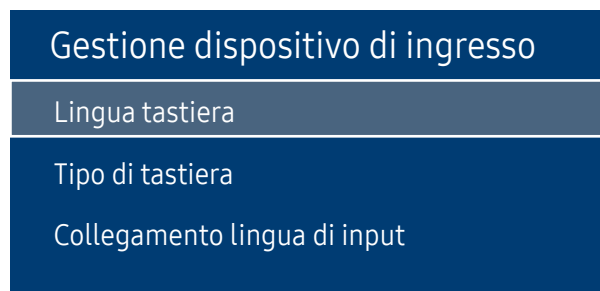 Gestione dispositivo di ingresso
Lingua tastiera
Tipo di tastiera
Collegamento lingua di input